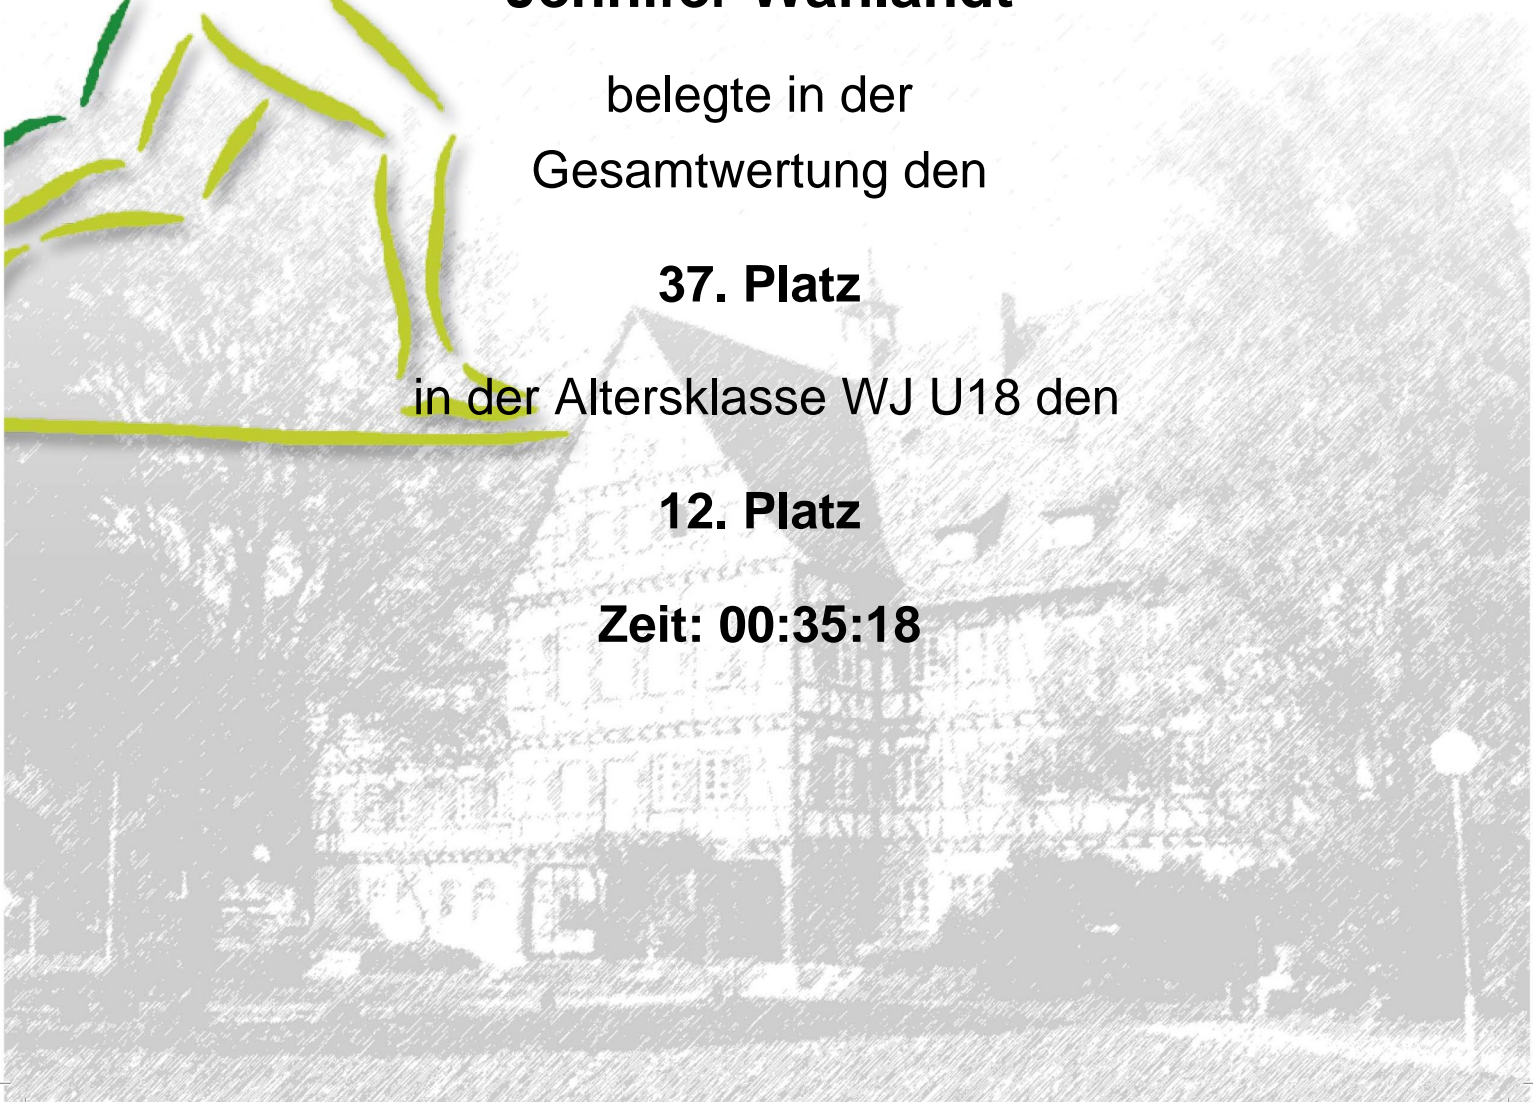 belegte in der
Gesamtwertung den
37. Platz
in der Altersklasse WJ U18 den
12. Platz
Zeit: 00:35:18